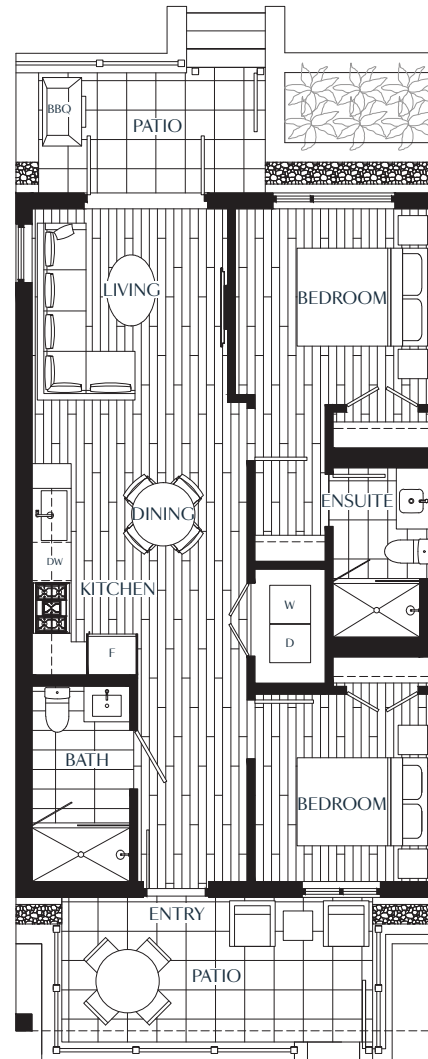 BBQ
PATIO
LIVING
BEDROOM
DINING
ENSUITE
DW
KITCHEN
W
D
F
BATH
BEDROOM
ENTRY
PATIO